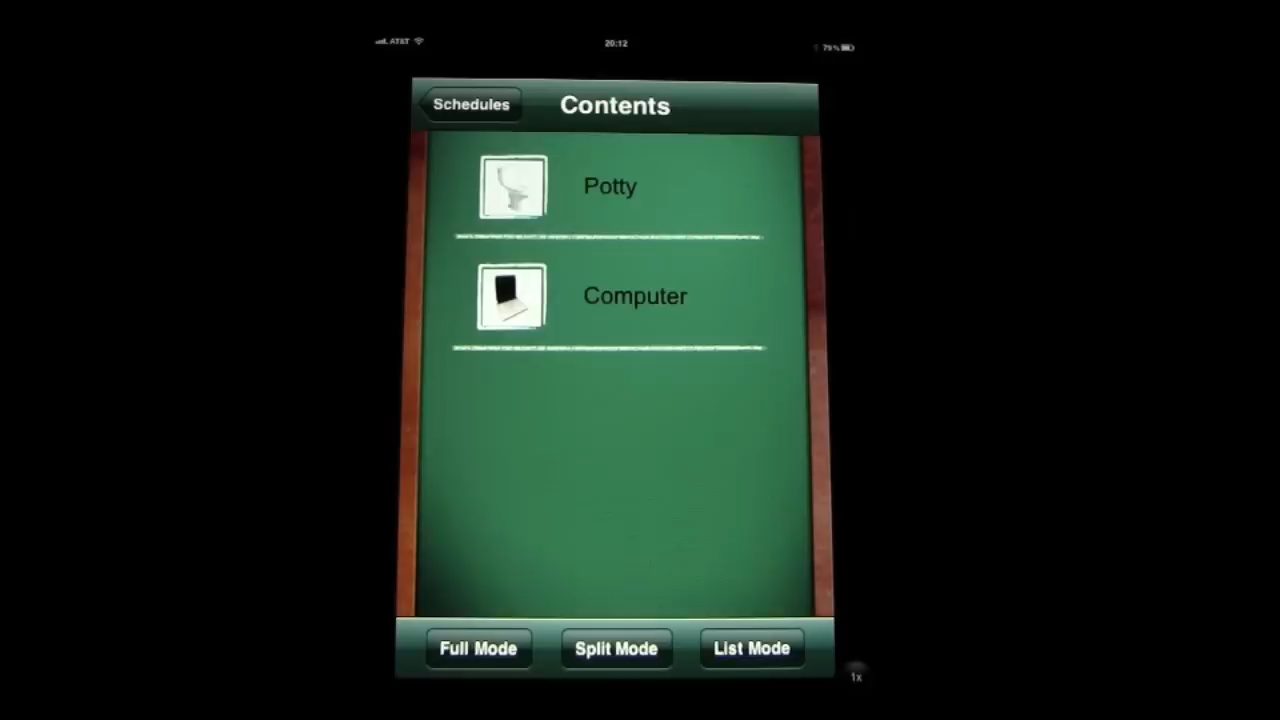 AT&T 20:12 79%
Schedules Contents
Potty
Computer
Full Mode Split Mode List Mode
1x